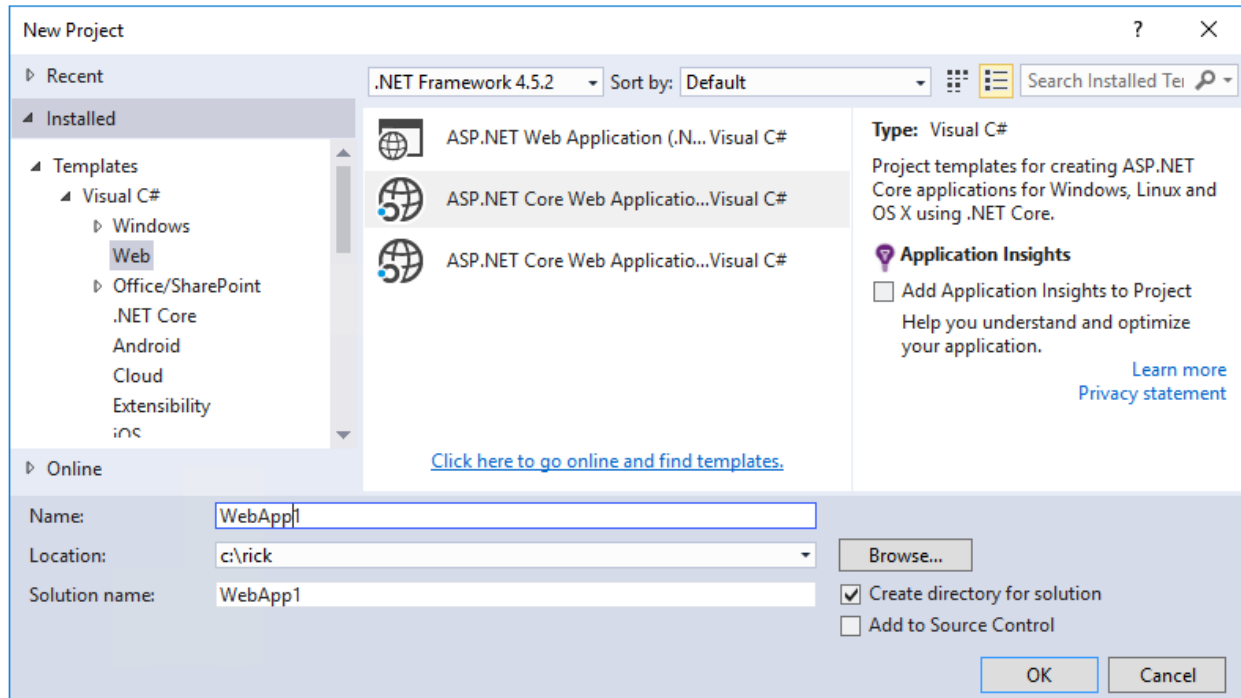 New Project
?
Recent
.NET Framework 4.5.2
Sort by:
Default
Search Installed Tei
Installed
Templates
Visual C#
Windows
Web
Office/SharePoint
.NET Core
Android
Cloud
Extensibility
iOS
Online
ASP.NET Web Application (.N... Visual C#
ASP.NET Core Web Applicatio...Visual C#
ASP.NET Core Web Applicatio...Visual C#
Click here to go online and find templates.
Type: Visual C#
Project templates for creating ASP.NET
Core applications for Windows, Linux and
OS X using .NET Core.
Application Insights
Add Application Insights to Project
Help you understand and optimize
your application.
Learn more
Privacy statement
Name: WebApp1
Location: c:\rick
Browse...
Solution name: WebApp1
Create directory for solution
Add to Source Control
OK
Cancel